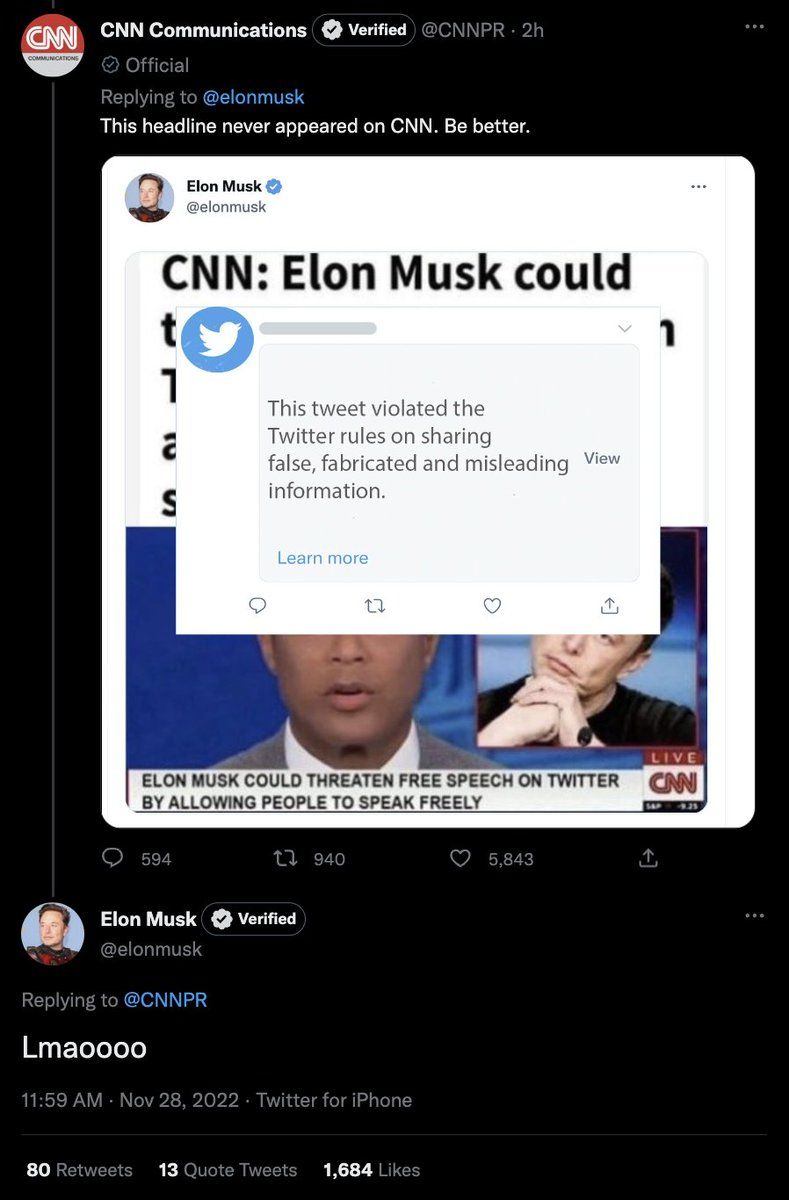 CNN
COMMUNICATIONS
CNN Communications Verified @CNNPR · 2h
Official
Replying to @elonmusk
This headline never appeared on CNN. Be better.
Elon Musk
@elonmusk
CNN: Elon Musk could
This tweet violated the
Twitter rules on sharing
false, fabricated and misleading
information.
View
Learn more
LIVE
ELON MUSK COULD THREATEN FREE SPEECH ON TWITTER
BY ALLOWING PEOPLE TO SPEAK FREELY
CNN
S&P -9.25
594 940 5,843
Elon Musk Verified
@elonmusk
Replying to @CNNPR
Lmaoooo
11:59 AM · Nov 28, 2022 · Twitter for iPhone
80 Retweets 13 Quote Tweets 1,684 Likes